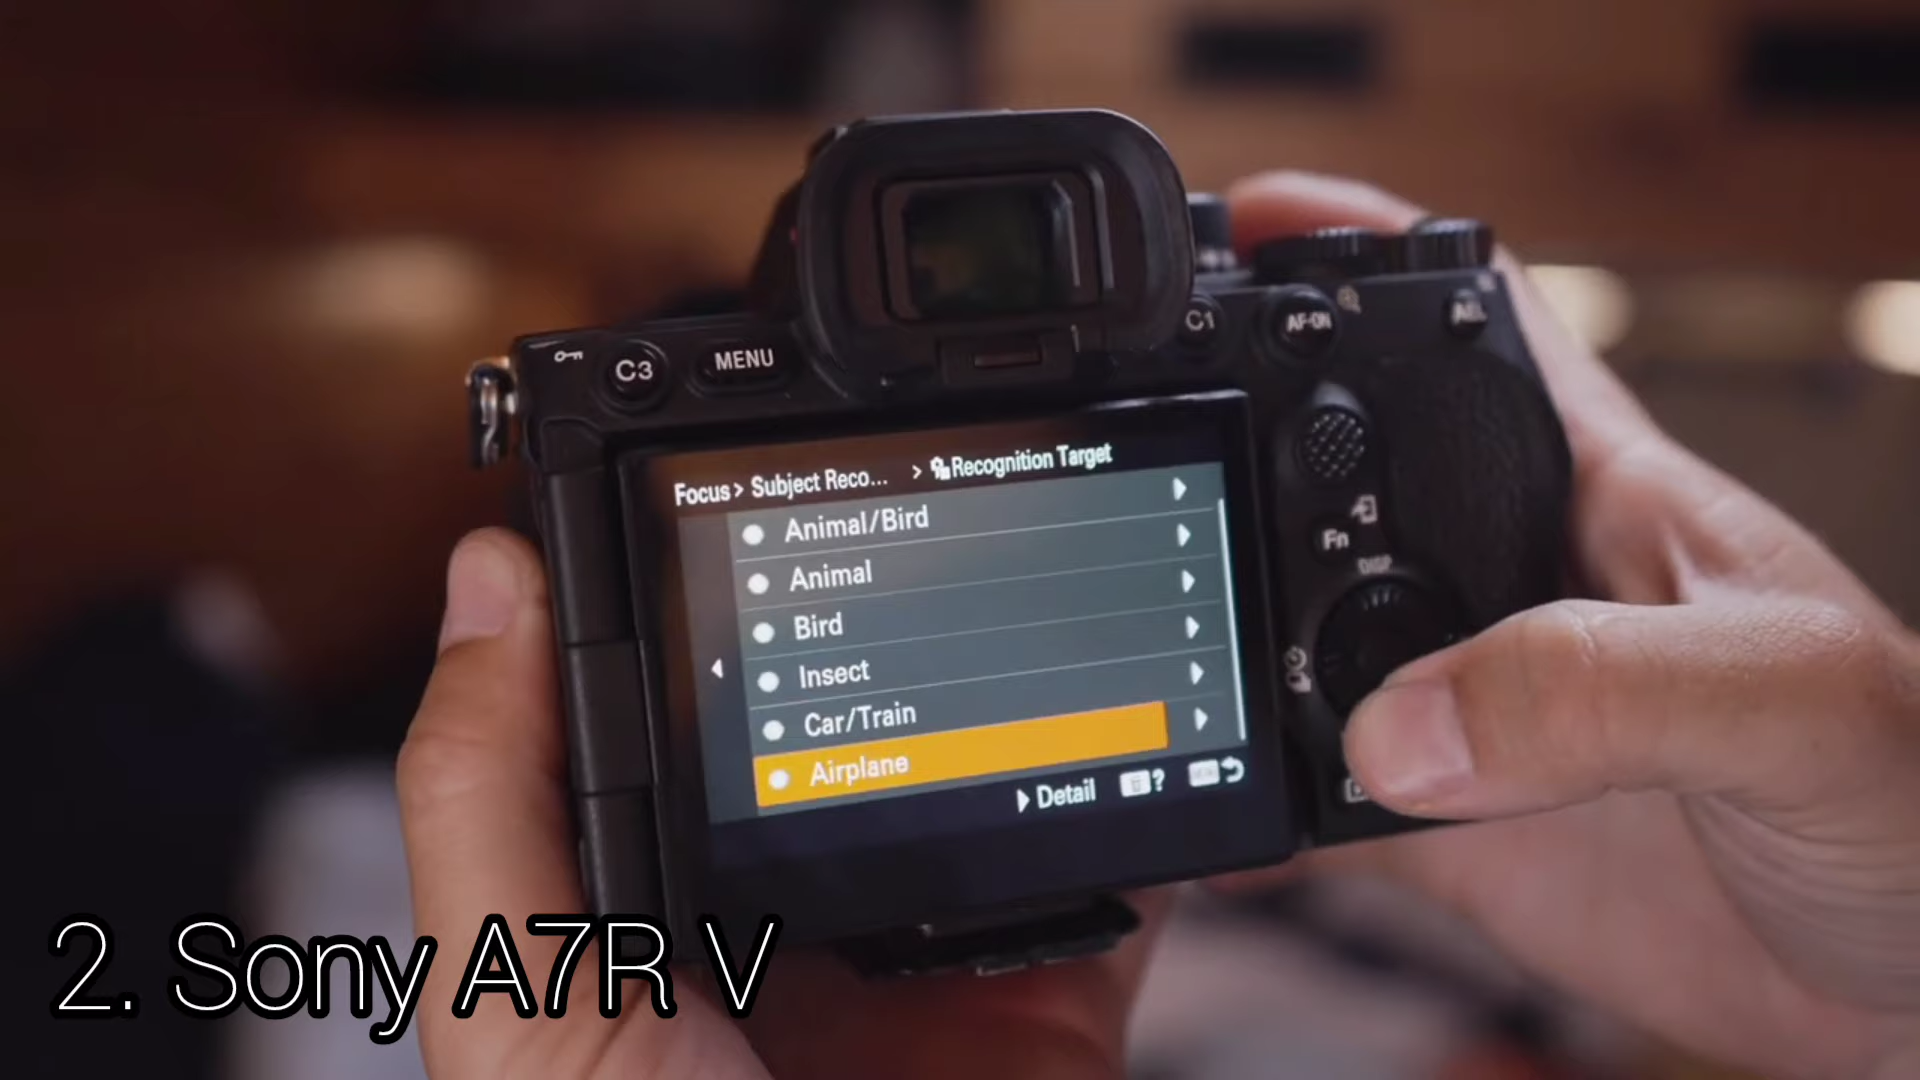 C3
MENU
C1
AF-ON
AEL
Focus > Subject Reco... > Recognition Target
Animal/Bird
Animal
Bird
Insect
Car/Train
Airplane
Detail
?
Fn
DISP
2. Sony A7R V